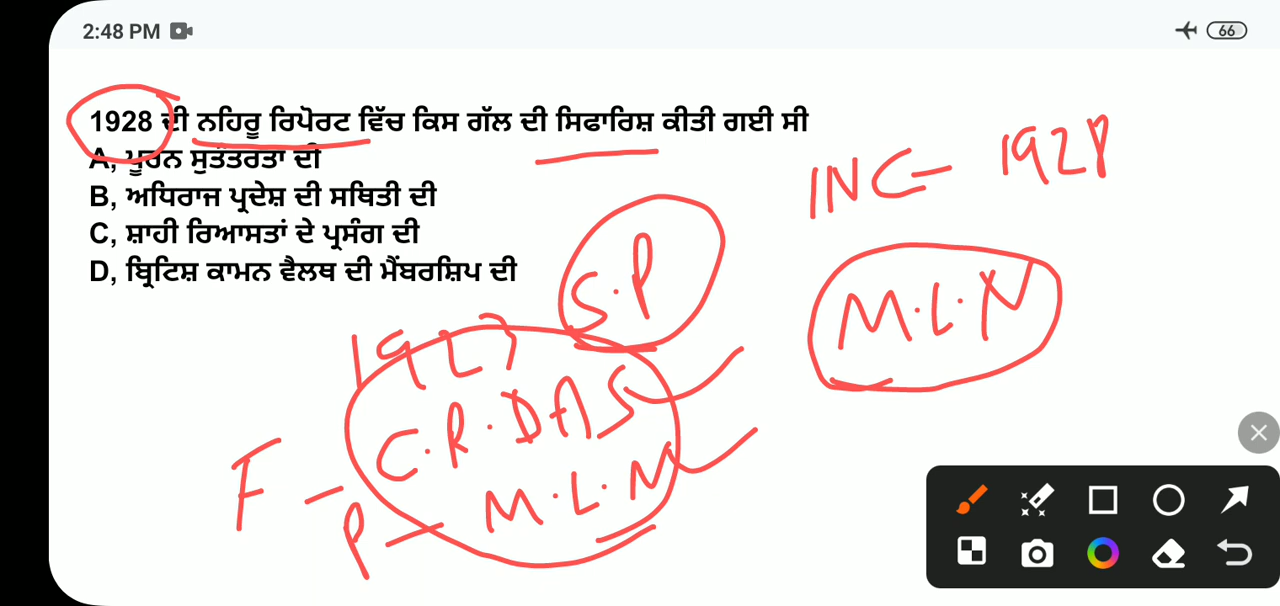 2:48 PM
66
1928 ਦੀ ਨਹਿਰੂ ਰਿਪੋਰਟ ਵਿੱਚ ਕਿਸ ਗੱਲ ਦੀ ਸਿਫਾਰਿਸ਼ ਕੀਤੀ ਗਈ ਸੀ
A, ਪੂਰਨ ਸੁਤੰਤਰਤਾ ਦੀ
B, ਅਧਿਰਾਜ ਪ੍ਰਦੇਸ਼ ਦੀ ਸਥਿਤੀ ਦੀ
C, ਸ਼ਾਹੀ ਰਿਆਸਤਾਂ ਦੇ ਪ੍ਰਸੰਗ ਦੀ
D, ਬ੍ਰਿਟਿਸ਼ ਕਾਮਨ ਵੈਲਥ ਦੀ ਮੈਂਬਰਸ਼ਿਪ ਦੀ
INC - 1928
S.P
M.L.N
1923
F - C.R.DAS
P - M.L.N